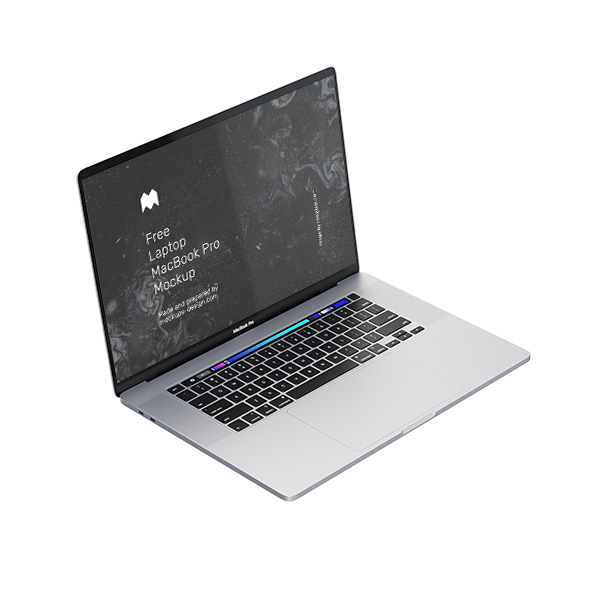 Free
Laptop
MacBook Pro
Mockup
Made and prepared by
mockups-design.com
MacBook Pro